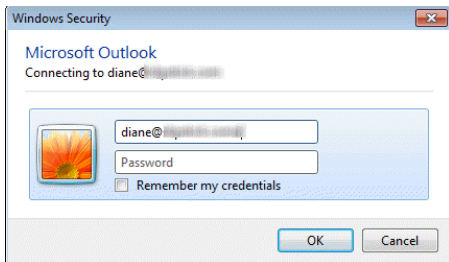 Windows Security
Microsoft Outlook
Connecting to diane@
diane@
Password
Remember my credentials
OK
Cancel